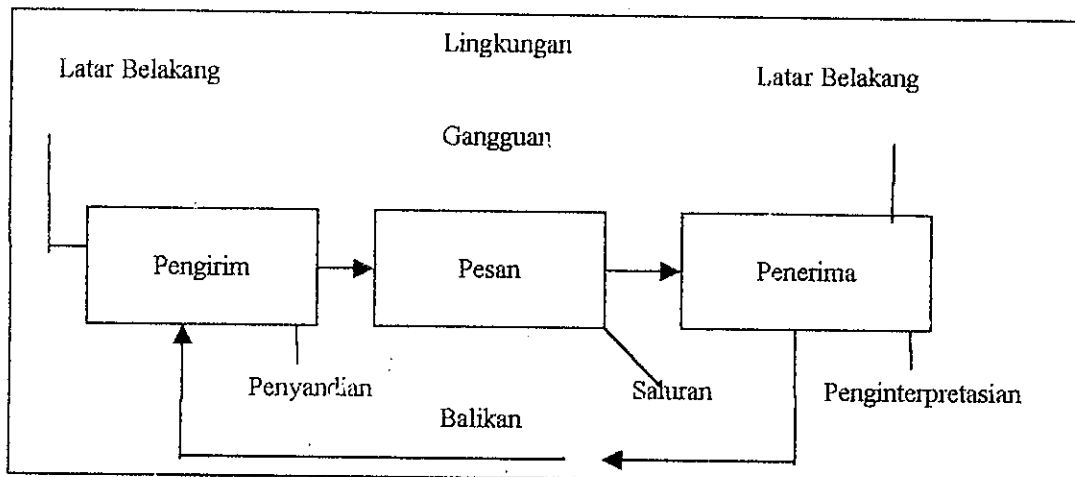 Lingkungan
Latar Belakang
Latar Belakang
Gangguan
Pengirim
Pesan
Penerima
Penyandian
Saluran
Penginterpretasian
Balikan